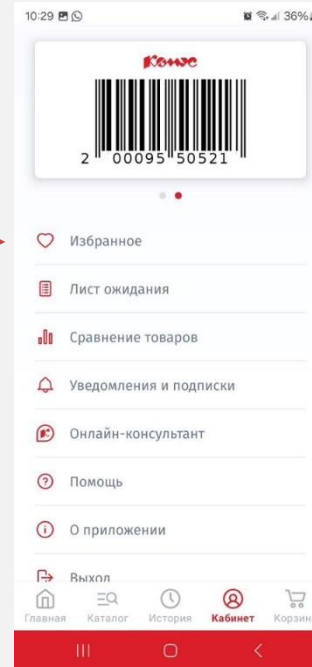 10:29 36%
Комус
2 00095 50521
Избранное
Лист ожидания
Сравнение товаров
Уведомления и подписки
Онлайн-консультант
Помощь
О приложении
Выход
Главная Каталог История Кабинет Корзин